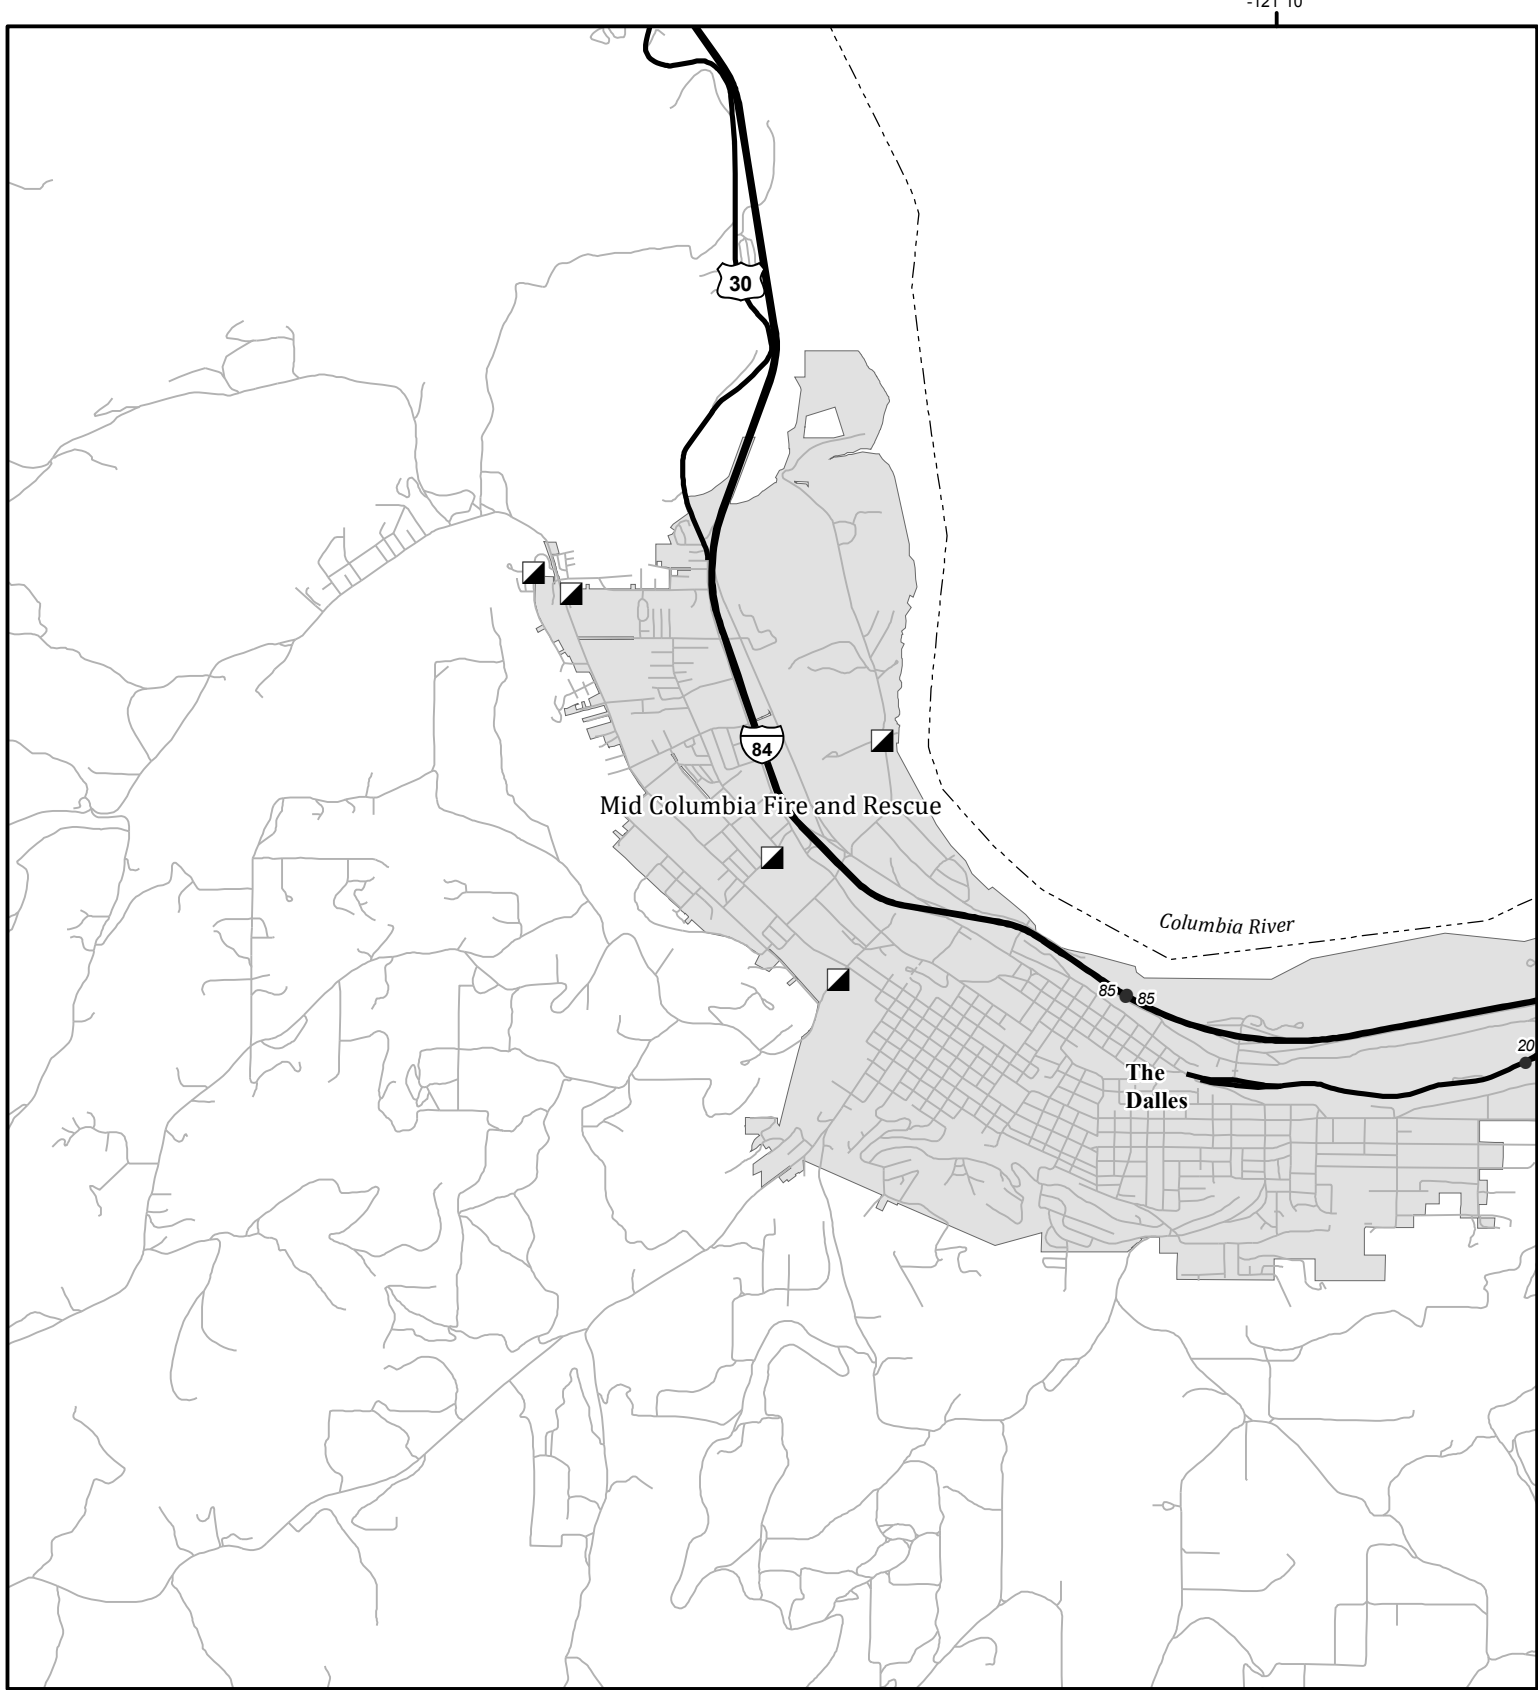 -121°10'
30
84
Mid Columbia Fire and Rescue
Columbia River
85 85
20
The
Dalles